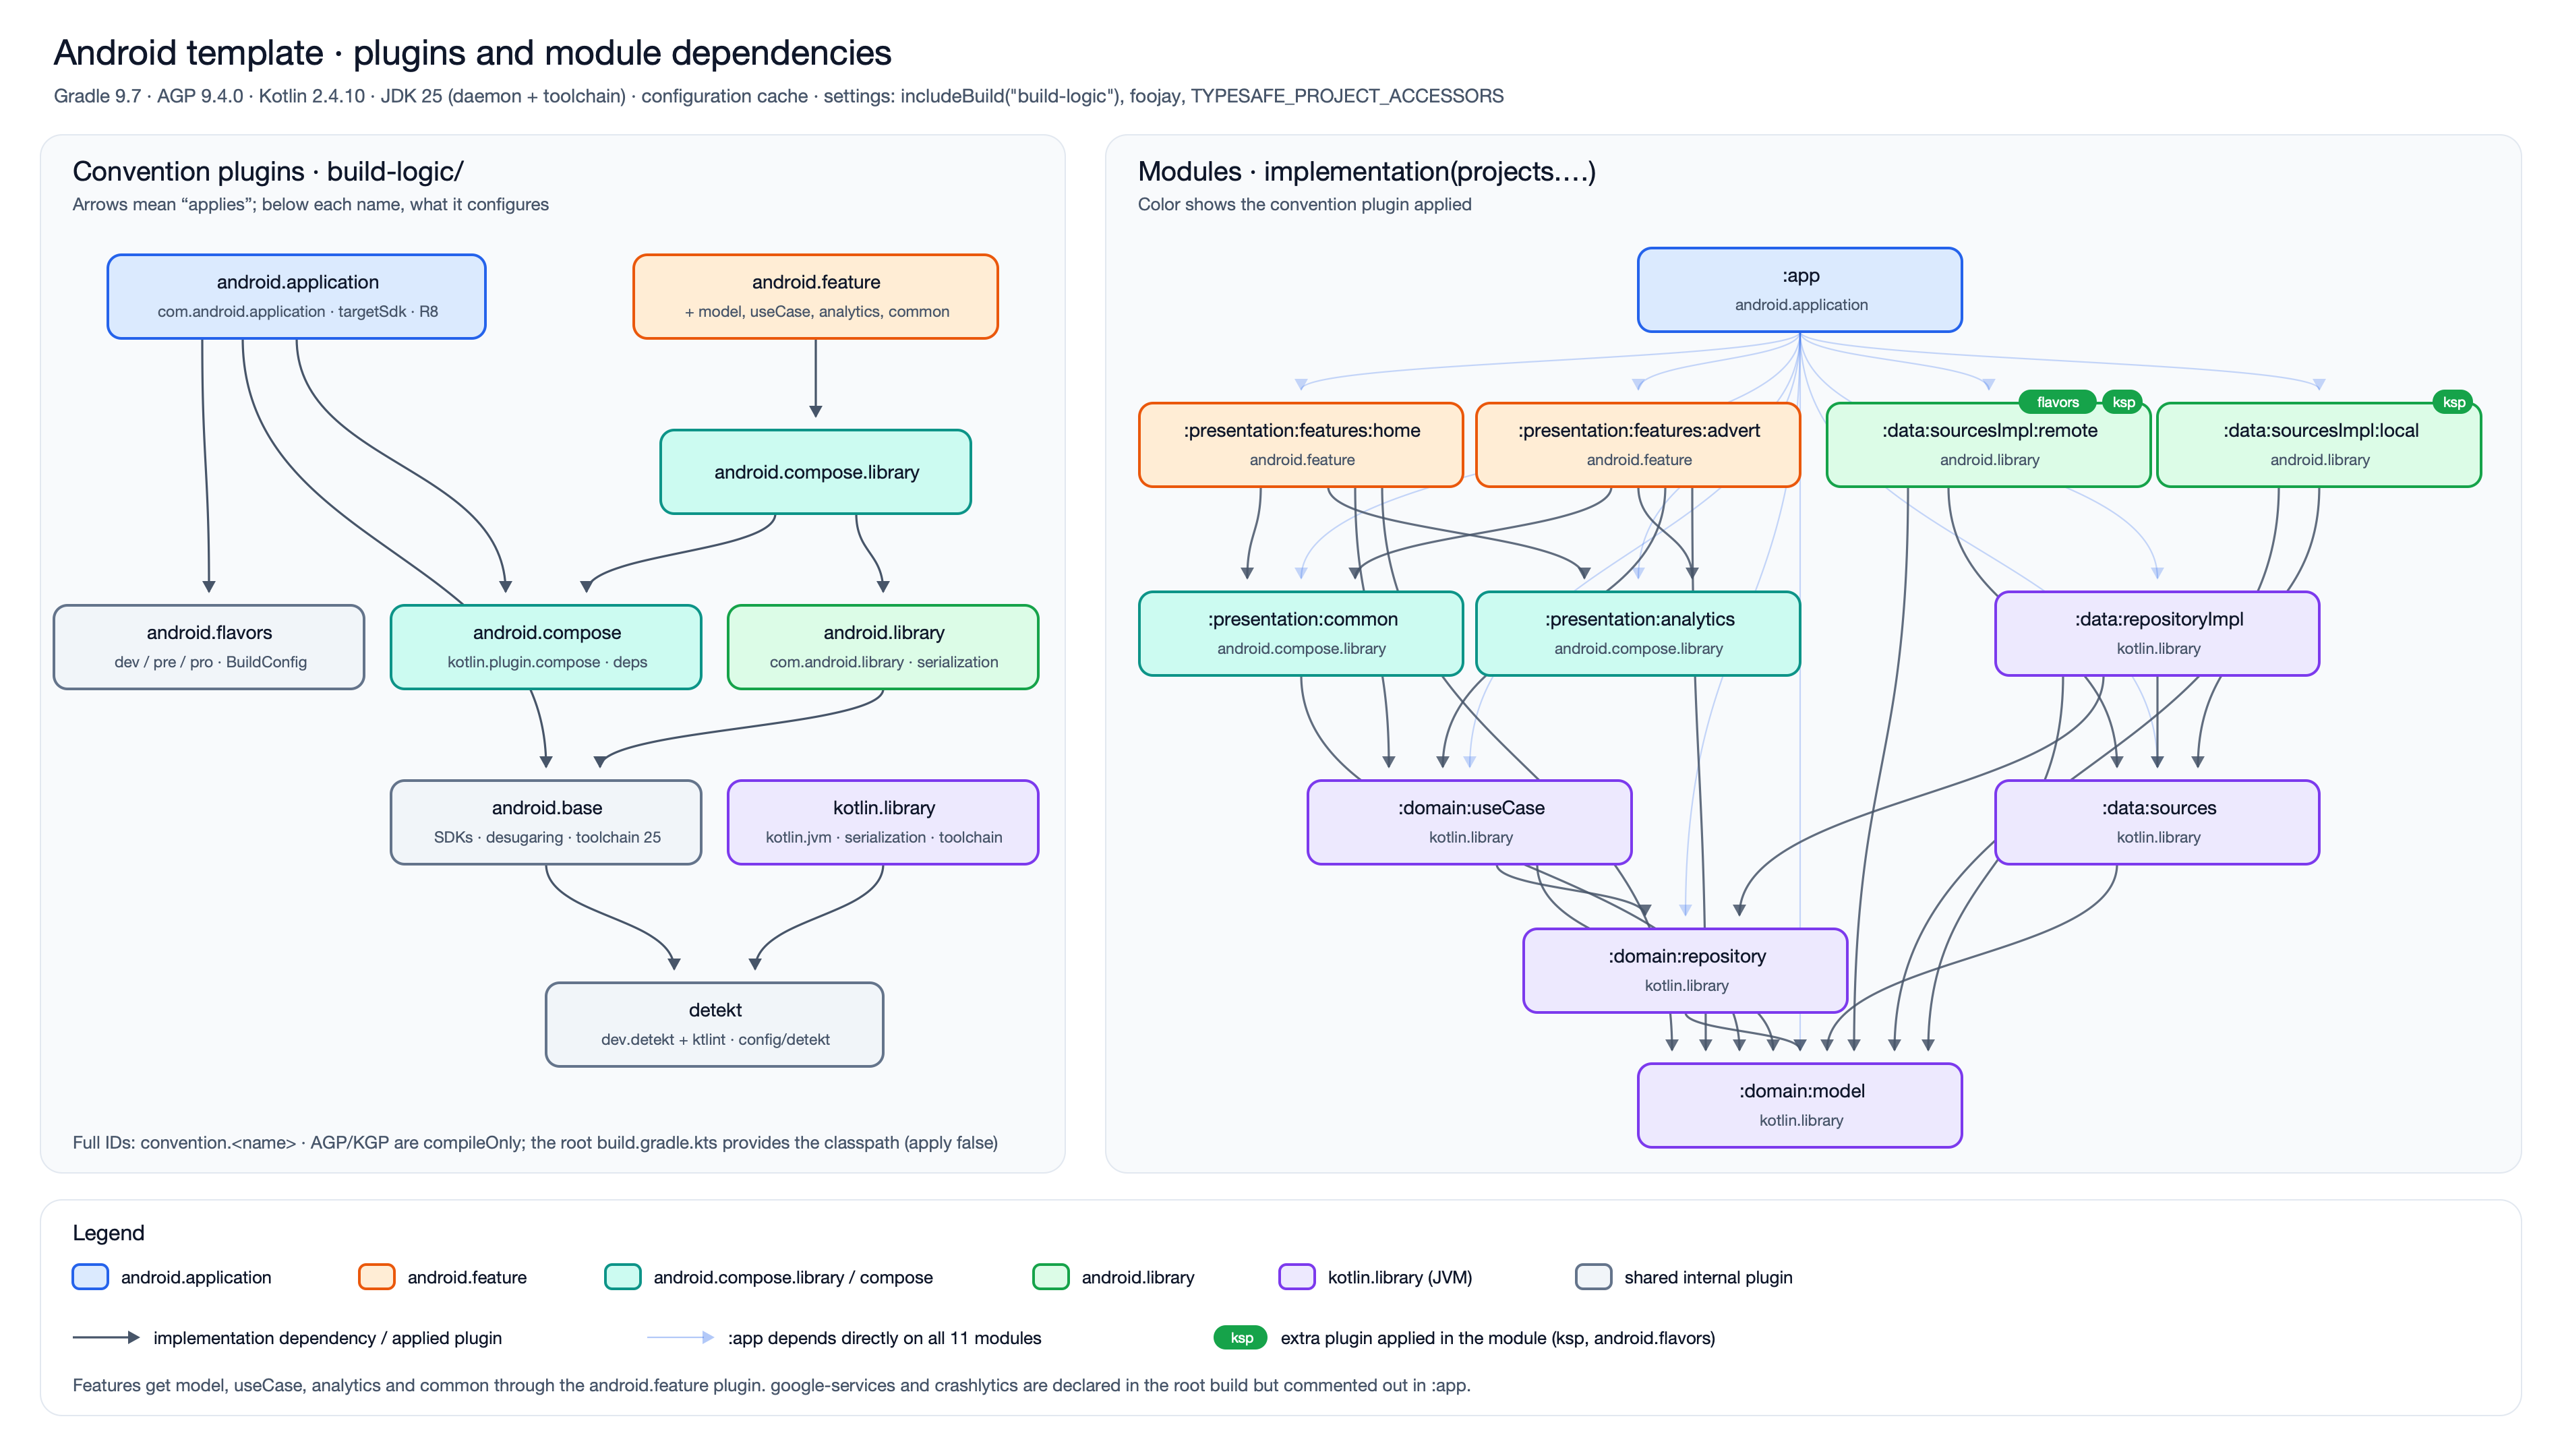 Android template · plugins and module dependencies
Gradle 9.7 · AGP 9.4.0 · Kotlin 2.4.10 · JDK 25 (daemon + toolchain) · configuration cache · settings: includeBuild("build-logic"), foojay, TYPESAFE_PROJECT_ACCESSORS
Convention plugins · build-logic/
Arrows mean “applies”; below each name, what it configures
android.application
com.android.application · targetSdk · R8
android.feature
+ model, useCase, analytics, common
android.compose.library
android.flavors
dev / pre / pro · BuildConfig
android.compose
kotlin.plugin.compose · deps
android.library
com.android.library · serialization
android.base
SDKs · desugaring · toolchain 25
kotlin.library
kotlin.jvm · serialization · toolchain
detekt
dev.detekt + ktlint · config/detekt
Full IDs: convention.<name> · AGP/KGP are compileOnly; the root build.gradle.kts provides the classpath (apply false)
Modules · implementation(projects.…)
Color shows the convention plugin applied
:app
android.application
:presentation:features:home
android.feature
:presentation:features:advert
android.feature
flavors
ksp
:data:sourcesImpl:remote
android.library
ksp
:data:sourcesImpl:local
android.library
:presentation:common
android.compose.library
:presentation:analytics
android.compose.library
:data:repositoryImpl
kotlin.library
:domain:useCase
kotlin.library
:data:sources
kotlin.library
:domain:repository
kotlin.library
:domain:model
kotlin.library
Legend
android.application
android.feature
android.compose.library / compose
android.library
kotlin.library (JVM)
shared internal plugin
implementation dependency / applied plugin
:app depends directly on all 11 modules
ksp
extra plugin applied in the module (ksp, android.flavors)
Features get model, useCase, analytics and common through the android.feature plugin. google-services and crashlytics are declared in the root build but commented out in :app.